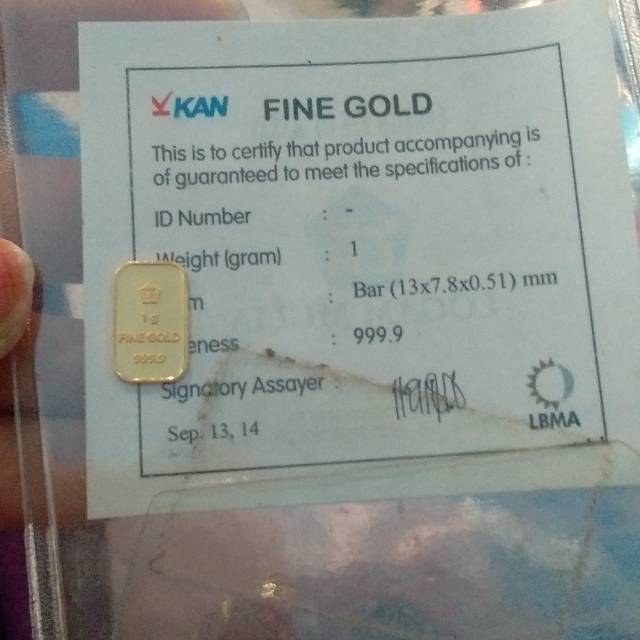 KAN FINE GOLD
This is to certify that product accompanying is
of guaranteed to meet the specifications of :
ID Number : -
Weight (gram) : 1
m : Bar (13x7.8x0.51) mm
eness : 999.9
Signatory Assayer :
Sep. 13, 14
LBMA
1 g
FINE GOLD
999.9